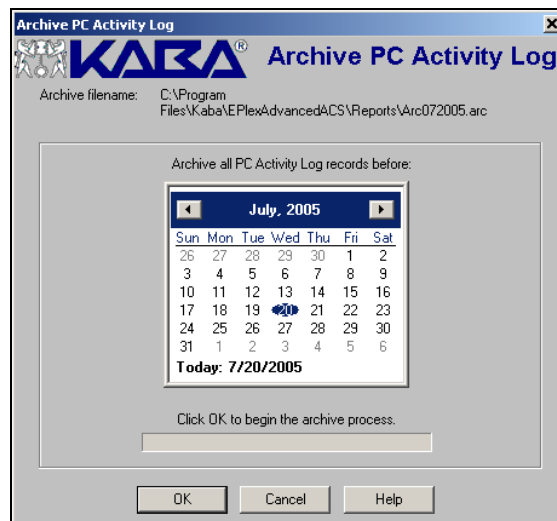 Archive PC Activity Log
KABA® Archive PC Activity Log
Archive filename: C:\Program
Files\Kaba\EPlexAdvancedACS\Reports\Arc072005.arc
Archive all PC Activity Log records before:
July, 2005
Sun Mon Tue Wed Thu Fri Sat
26 27 28 29 30 1 2
3 4 5 6 7 8 9
10 11 12 13 14 15 16
17 18 19 20 21 22 23
24 25 26 27 28 29 30
31 1 2 3 4 5 6
Today: 7/20/2005
Click OK to begin the archive process.
OK Cancel Help